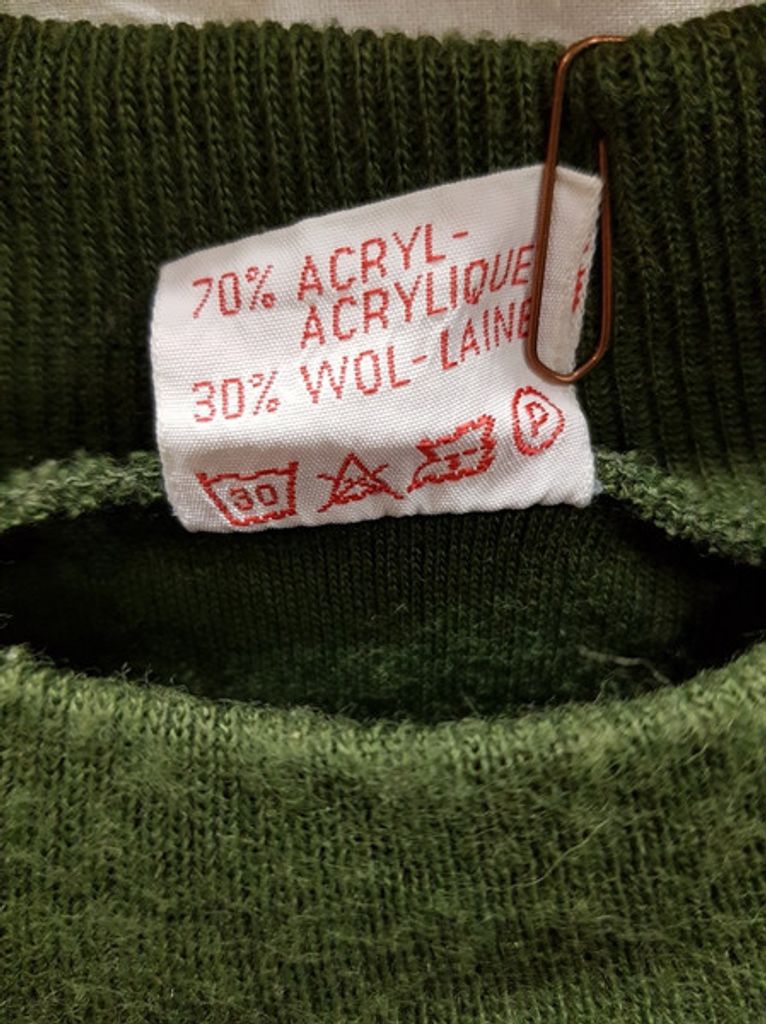 70% ACRYL-
ACRYLIQUE
30% WOL-LAINE
30 P